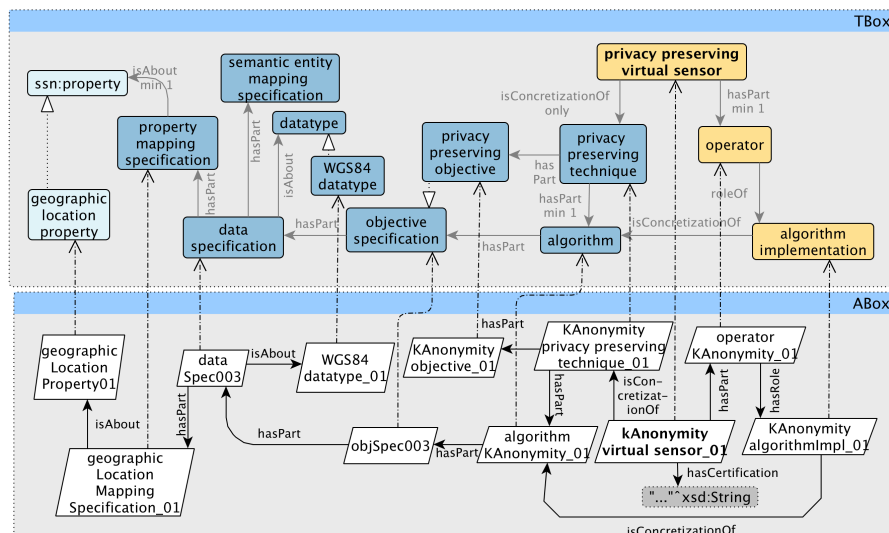 TBox
semantic entity
mapping
specification
privacy preserving
virtual sensor
ssn:property
isAbout
min 1
isConcretizationOf
only
hasPart
min 1
datatype
property
mapping
specification
hasPart
isAbout
privacy
preserving
objective
has
Part
privacy
preserving
technique
operator
WGS84
datatype
hasPart
geographic
location
property
hasPart
min 1
roleOf
data
specification
hasPart
objective
specification
hasPart
algorithm
isConcretizationOf
algorithm
implementation
ABox
geographic
Location
Property01
data
Spec003
isAbout
WGS84
datatype_01
KAnonymity
objective_01
hasPart
KAnonymity
privacy preserving
technique_01
operator
KAnonymity_01
isCon-
cretizat-
ionOf
hasPart
hasRole
hasPart
isAbout
hasPart
hasPart
objSpec003
hasPart
algorithm
KAnonymity_01
kAnonymity
virtual sensor_01
KAnonymity
algorithmImpl_01
geographic
Location
Mapping
Specification_01
hasCertification
"..."^xsd:String
isConcretizationOf